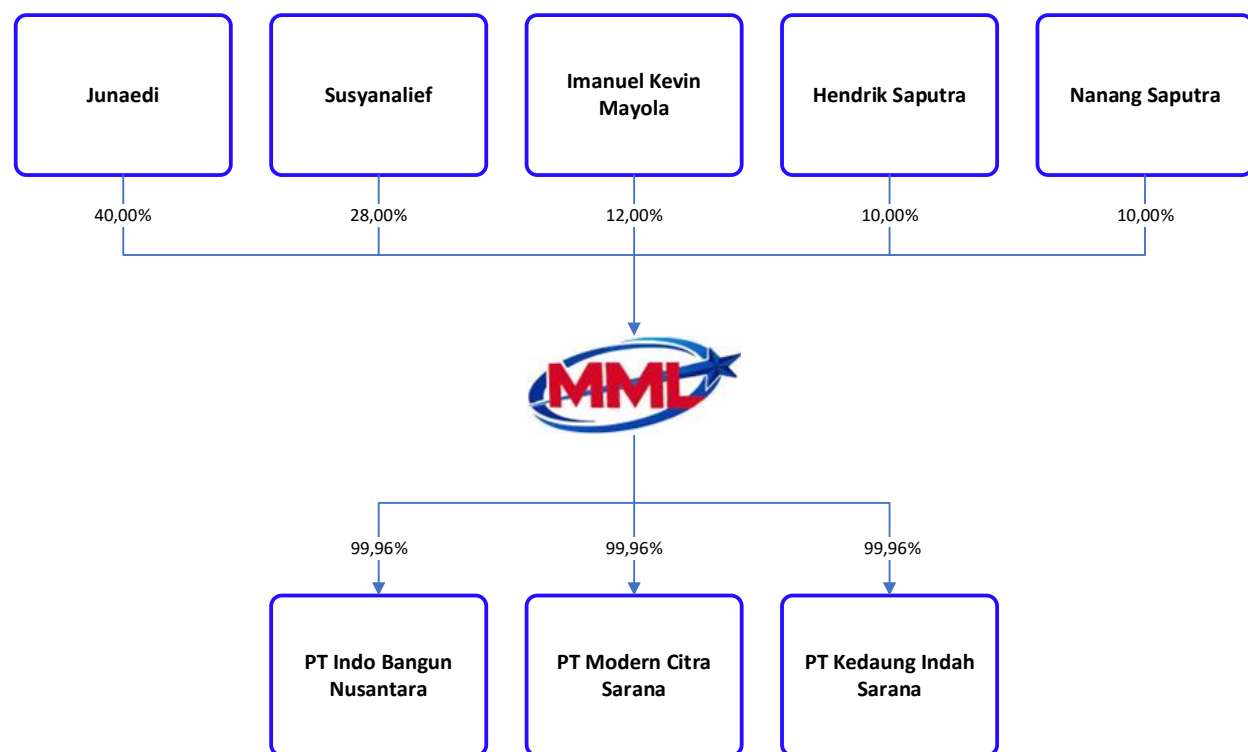 Junaedi
Susyanalief
Imanuel Kevin
Mayola
Hendrik Saputra
Nanang Saputra
40,00%
28,00%
12,00%
10,00%
10,00%
MML
99,96%
99,96%
99,96%
PT Indo Bangun
Nusantara
PT Modern Citra
Sarana
PT Kedaung Indah
Sarana